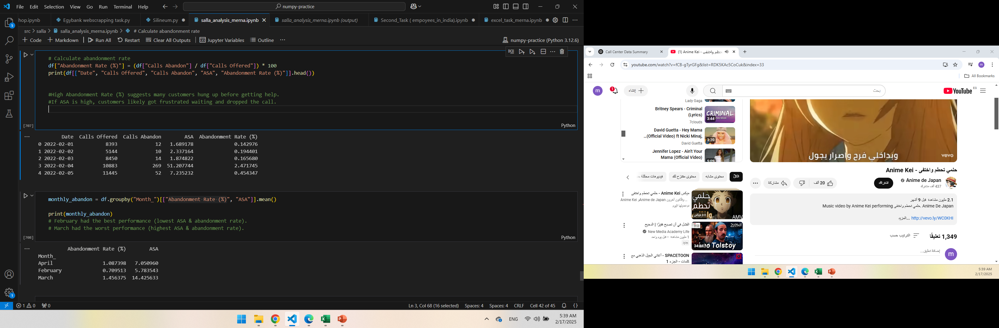 File Edit Selection View Go Run Terminal Help
numpy-practice
hop.ipynb
Egybank webscrapping task.py
Silineum.py
salla_analysis_merna.ipynb
salla_analysis_merna.ipynb (output)
Second_Task ( empoyees_in_india).ipynb
excel_task_merna.ipynb
src > salla > salla_analysis_merna.ipynb > # Calculate abandonment rate
+ Code + Markdown Run All Restart Clear All Outputs Jupyter Variables Outline ...
numpy-practice (Python 3.12.6)
# Calculate abandonment rate
df["Abandonment Rate (%)"] = (df["Calls Abandon"] / df["Calls Offered"]) * 100
print(df[["Date", "Calls Offered", "Calls Abandon", "ASA", "Abandonment Rate (%)"]].head())
#High Abandonment Rate (%) suggests many customers hung up before getting help.
#If ASA is high, customers likely got frustrated waiting and dropped the call.
[707]
Python
Date Calls Offered Calls Abandon ASA Abandonment Rate (%)
0 2022-02-01 8393 12 1.689178 0.142976
1 2022-02-02 5144 10 2.337164 0.194401
2 2022-02-03 8450 14 1.874822 0.165680
3 2022-02-04 10883 269 51.207744 2.471745
4 2022-02-05 11445 52 7.235232 0.454347
monthly_abandon = df.groupby("Month_")[["Abandonment Rate (%)", "ASA"]].mean()
print(monthly_abandon)
# February had the best performance (lowest ASA & abandonment rate).
# March had the worst performance (highest ASA & abandonment rate).
[708]
Python
Abandonment Rate (%) ASA
Month_
April 1.087398 7.050960
February 0.709513 5.783543
March 1.456375 14.425633
5
1
1 0 0
Ln 3, Col 68 (16 selected) Spaces: 4 Spaces: 4 CRLF Cell 42 of 45
ENG
5:39 AM
2/17/2025
Call Center Data Summary
(1) Anime Kei - حلمي تحطم واختفى
youtube.com/watch?v=fCB-gTyrGFg&list=RDK5KAc5CoCuk&index=33
m
All Bookmarks
m
1
إنشاء
بحث
YouTube EG
Lady Gaga
Britney Spears - Criminal
(Lyrics)
7clouds
CRIMINAL
3:44
David Guetta - Hey Mama
(Official Video) ft Nicki Minaj,...
David Guetta
3:20
Jennifer Lopez - Ain't Your
Mama (Official Video)
5:09
وبداخلي فرح واصرار يجول
vevo
حلمي تحطم واختفى - Anime Kei
Anime de Japan
437 ألف مشترك
اشتراك
20 ألف
مشاركة
2.1 مليون مشاهدة قبل 9 أشهر
Music video by Anime Kei performing حلمي تحطم واختفى. Anime De Japan
http://vevo.ly/WC0KHI ...المزيد
1,349 تعليقًا
الترتيب حسب
m
إضافة تعليق...
الكل
محتوى مشابه
محتوى مقترح لك
فيديوهات محمَّلة حد
ميكس Anime Kei - حلمي تحطم واختفى
Anime Kei وAnime de Japan وفنّانون آخرون ...
تم تعديلها اليوم
حلمي
تحطم
واختفى
ميكس
AMV
الفشل في أن تصبح فقيرًا | الدحيح
New Media Academy Life
1 مليون مشاهدة • قبل يوم واحد
جديد
الدحيح
34:46
Leo Tolstoy
SPACETOON - أغاني الجيل الذهبي مع
كلمات - الجزء 1
5:39 AM
2/17/2025